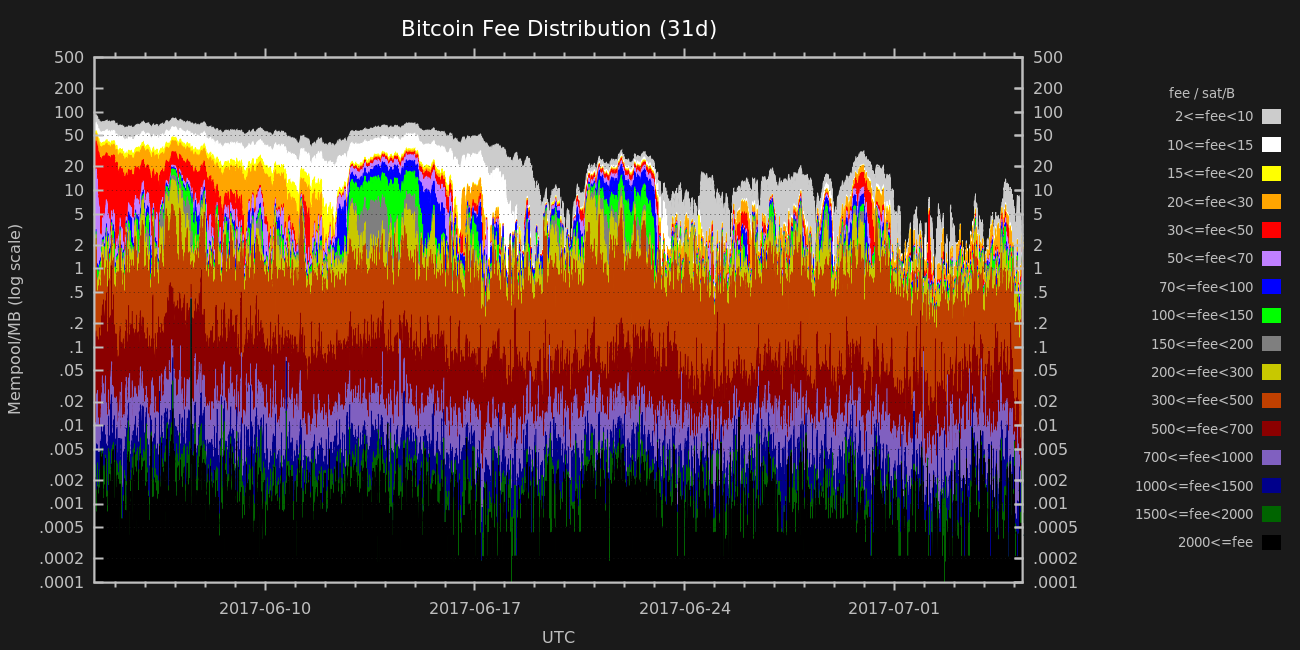 Bitcoin Fee Distribution (31d)
500
200
100
50
20
10
5
2
1
.5
.2
.1
.05
.02
.01
.005
.002
.001
.0005
.0002
.0001
Mempool/MB (log scale)
500
200
100
50
20
10
5
2
1
.5
.2
.1
.05
.02
.01
.005
.002
.001
.0005
.0002
.0001
2017-06-10
2017-06-17
2017-06-24
2017-07-01
UTC
fee / sat/B
2<=fee<10
10<=fee<15
15<=fee<20
20<=fee<30
30<=fee<50
50<=fee<70
70<=fee<100
100<=fee<150
150<=fee<200
200<=fee<300
300<=fee<500
500<=fee<700
700<=fee<1000
1000<=fee<1500
1500<=fee<2000
2000<=fee